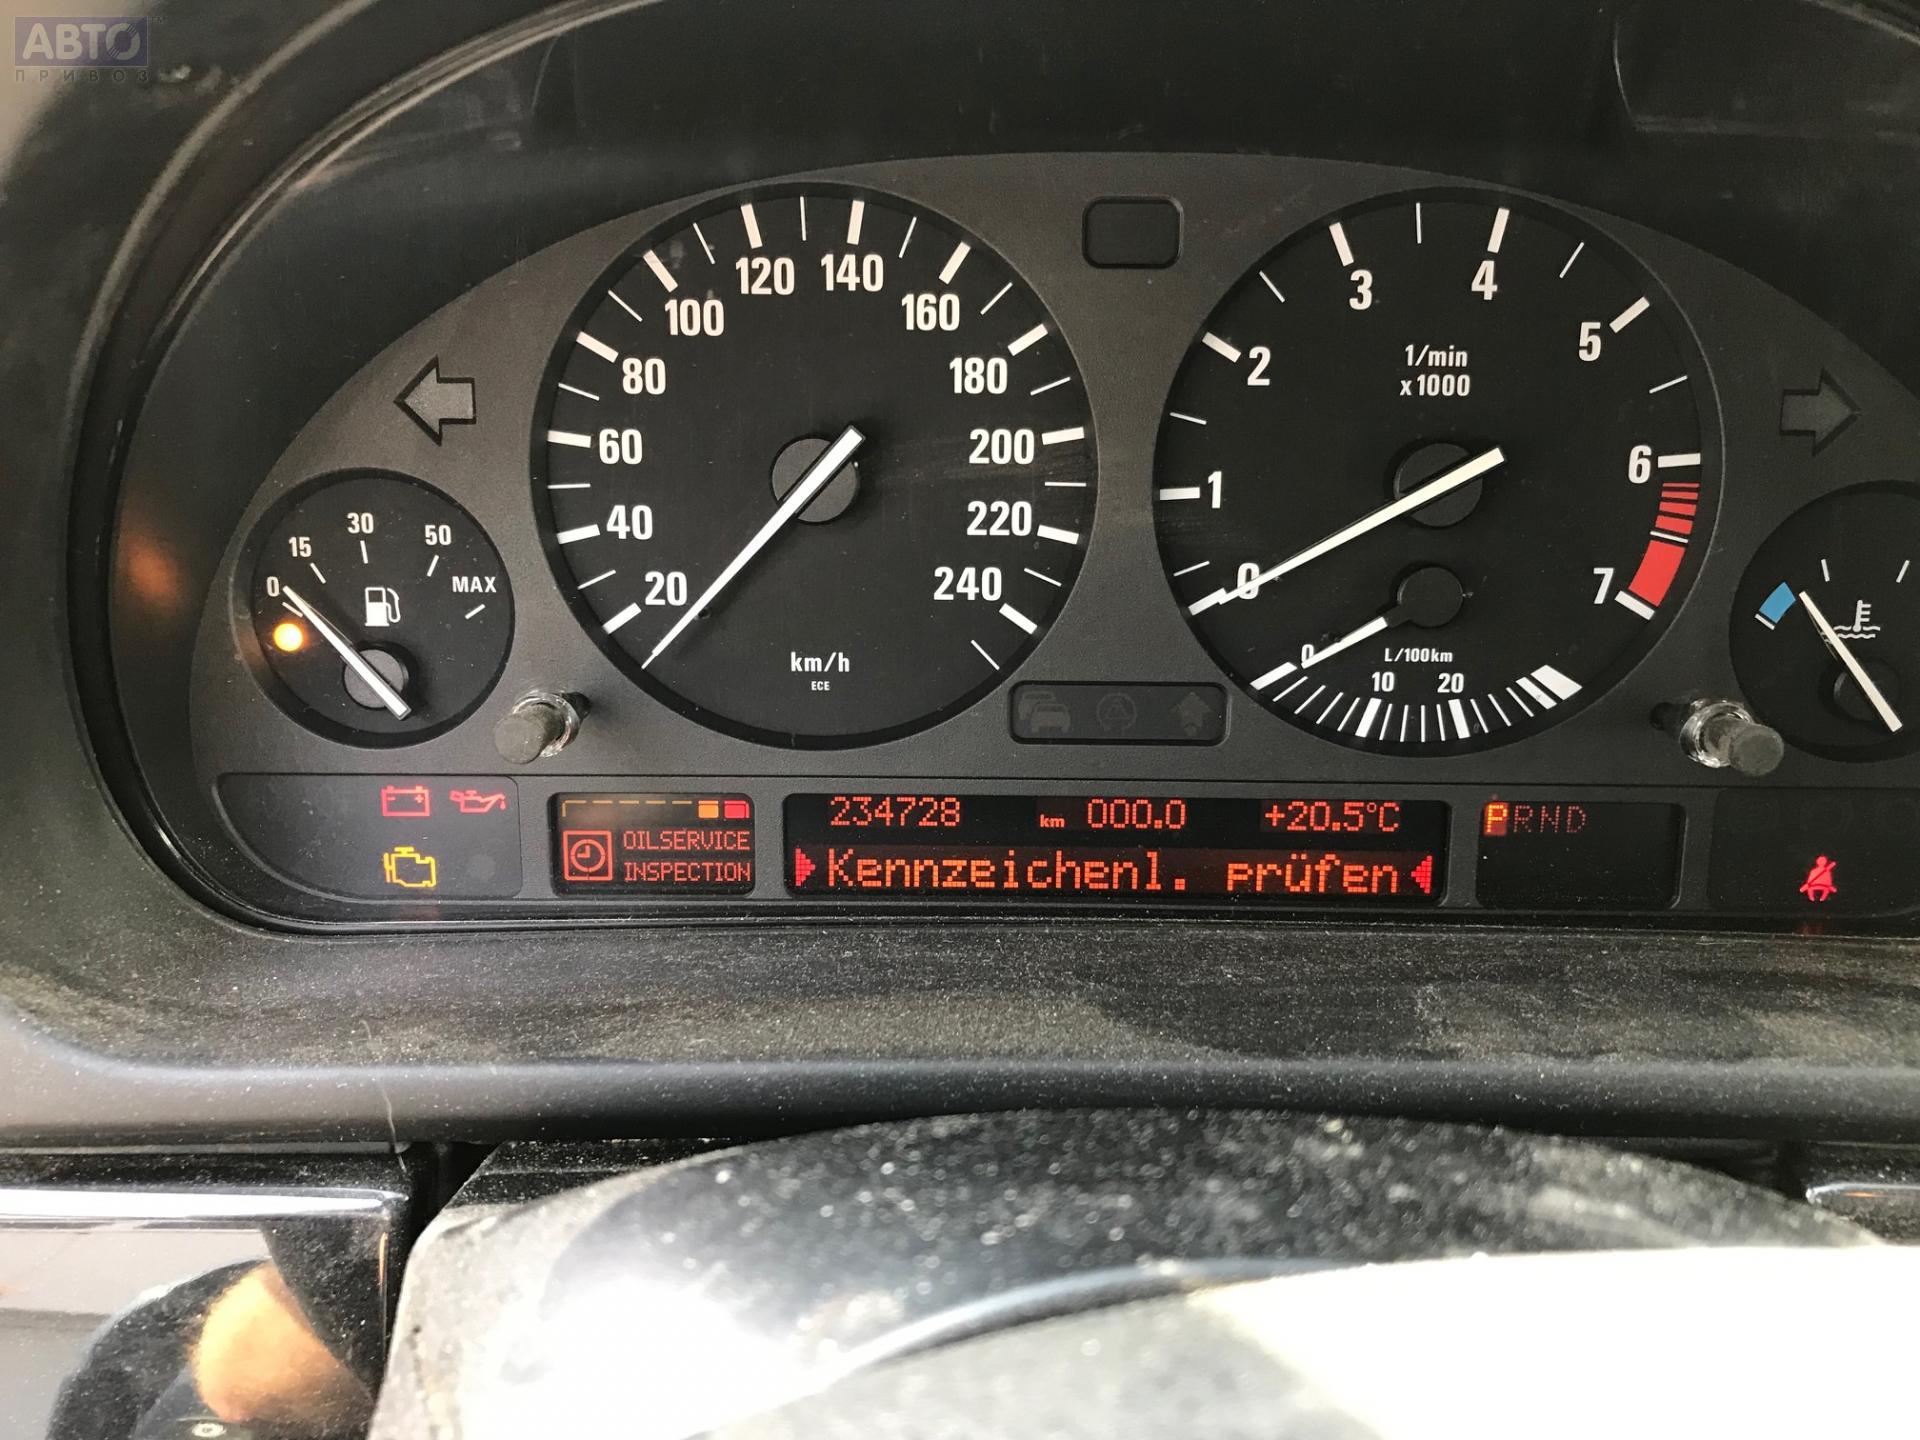 АВТО
ПРИВОЗ
TM
0 15 30 50 MAX
20 40 60 80 100 120 140 160 180 200 220 240
km/h
ECE
0 1 2 3 4 5 6 7
1/min
x1000
L/100km
0 10 20
234728 km 000.0 +20.5°C
Kennzeichenl. prüfen
OILSERVICE
INSPECTION
PRND